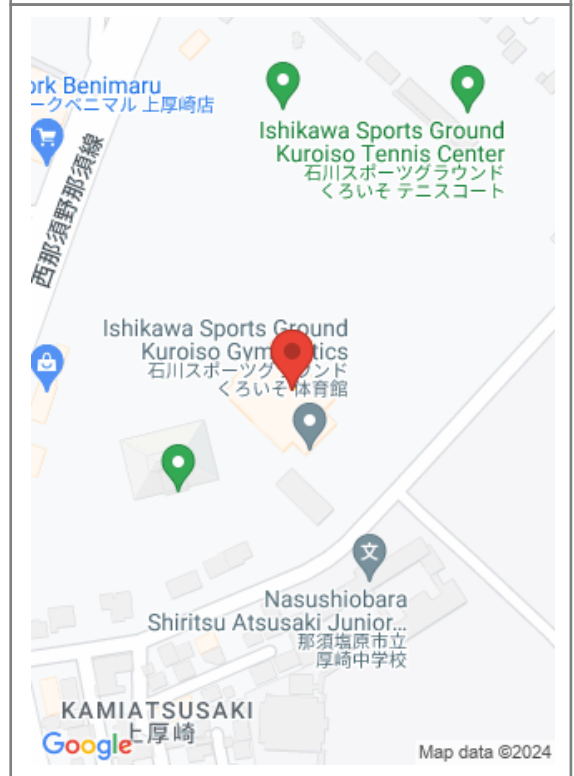 ork Benimaru
ークベニマル 上厚崎店
Ishikawa Sports Ground
Kuroiso Tennis Center
石川スポーツグラウンド
くろいそ テニスコート
西那須野那須線
Ishikawa Sports Ground
石川スポーツグラウンド
くろいそ 体育館
文
Nasushiobara
Shiritsu Atsusaki Junior...
那須塩原市立
厚崎中学校
KAMIATSUSAKI
上厚崎
Google
Map data ©2024